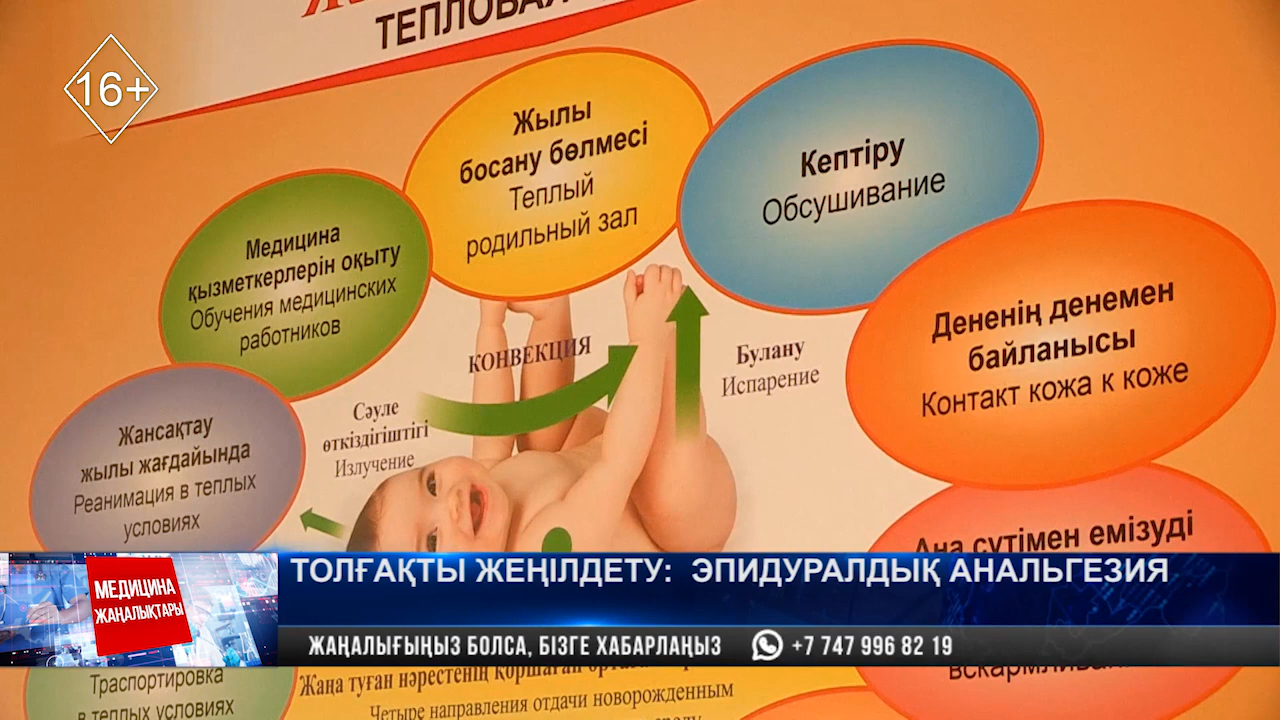 ТЕПЛОВАЯ
16+
Жылы
босану бөлмесі
Теплый
родильный зал
Кептіру
Обсушивание
Медицина
қызметкерлерін оқыту
Обучения медицинских
работников
Дененің денемен
байланысы
Контакт кожа к коже
КОНВЕКЦИЯ
Булану
Испарение
Сәуле
өткіздігіштігі
Излучение
Жансақтау
жылы жағдайында
Реанимация в теплых
условиях
Ана сүтімен емізуді
ТОЛҒАҚТЫ ЖЕҢІЛДЕТУ: ЭПИДУРАЛДЫҚ АНАЛЬГЕЗИЯ
МЕДИЦИНА
ЖАҢАЛЫҚТАРЫ
ЖАҢАЛЫҒЫҢЫЗ БОЛСА, БІЗГЕ ХАБАРЛАҢЫЗ +7 747 996 82 19
Траспортировка
в теплых условиях
Жаңа туған нәрестенің қоршаған
Четыре направления отдачи новорожденным